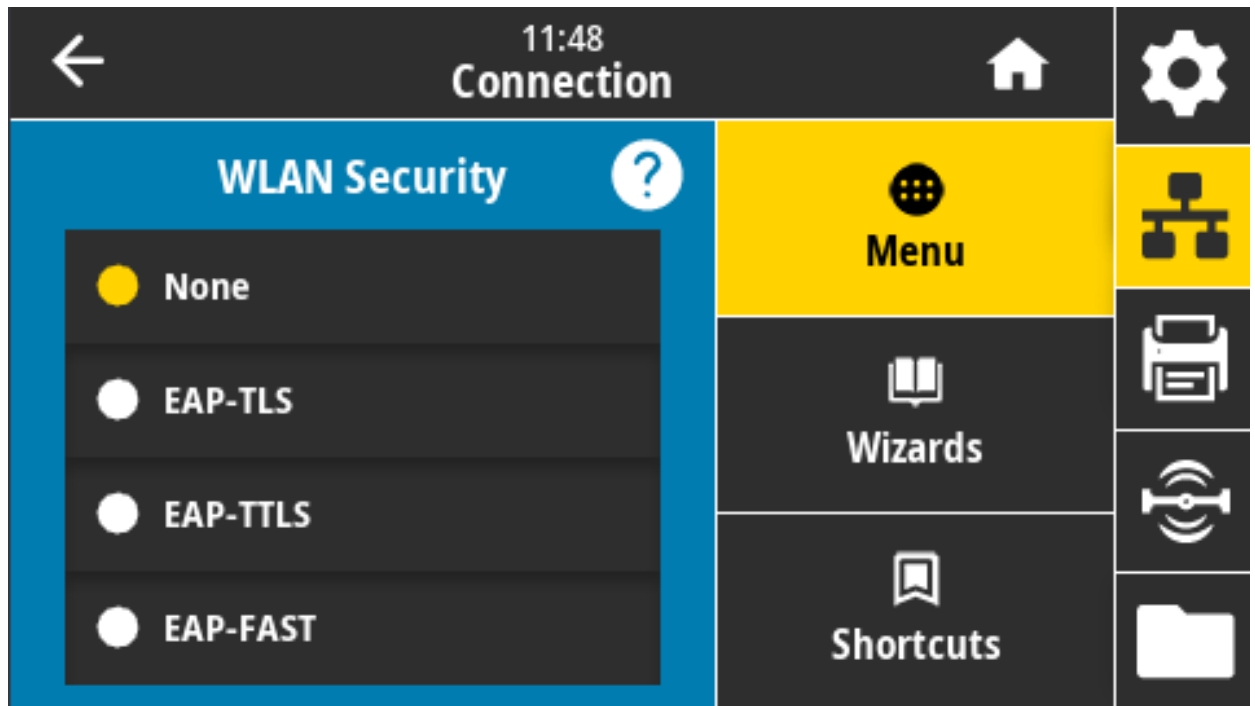 11:48
Connection
WLAN Security
?
None
EAP-TLS
EAP-TTLS
EAP-FAST
Menu
Wizards
Shortcuts